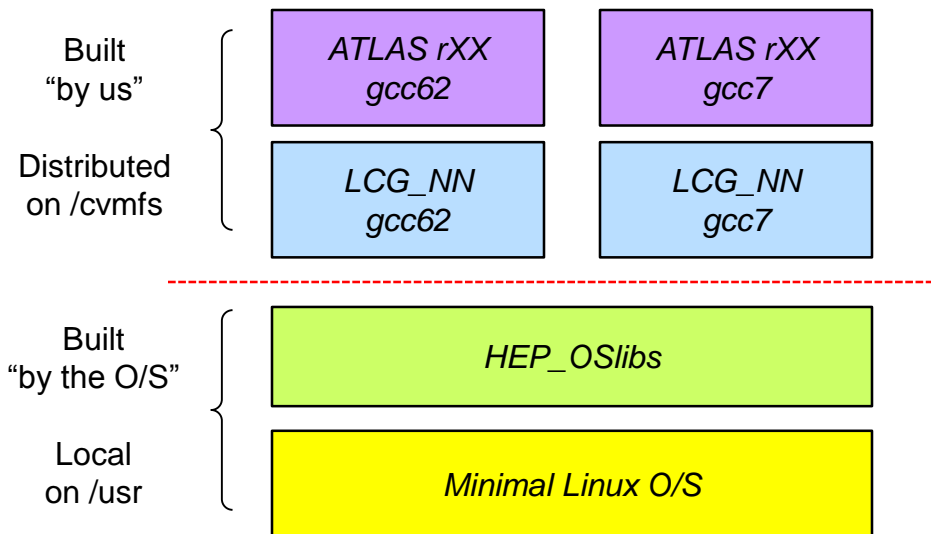 Built
“by us”
Distributed
on /cvmfs
ATLAS rXX
gcc62
ATLAS rXX
gcc7
LCG_NN
gcc62
LCG_NN
gcc7
Built
“by the O/S”
Local
on /usr
HEP_OSlibs
Minimal Linux O/S